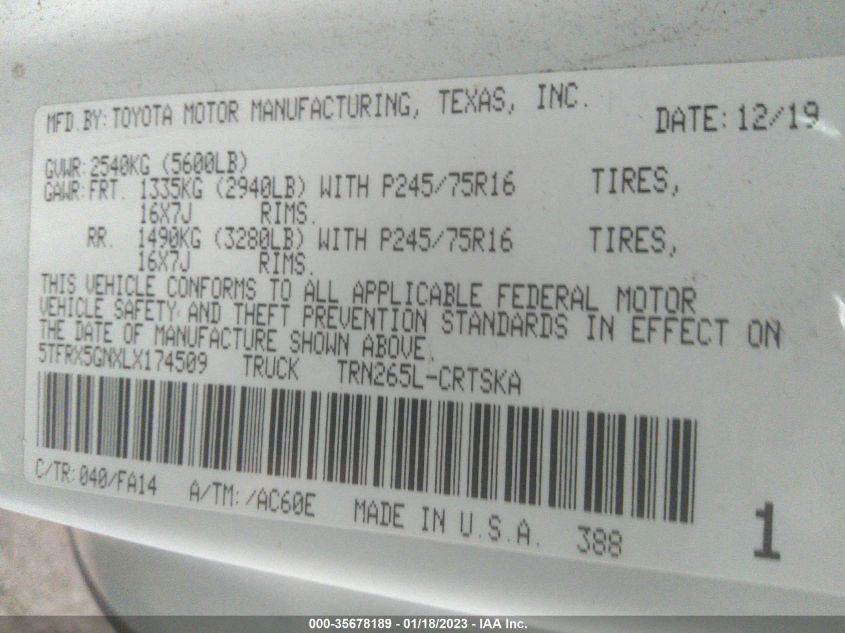 MFD.BY:TOYOTA MOTOR MANUFACTURING, TEXAS, INC. DATE:12/19
GVWR:2540KG (5600LB)
GAWR:FRT. 1335KG (2940LB) WITH P245/75R16 TIRES,
16X7J RIMS.
RR. 1490KG (3280LB) WITH P245/75R16 TIRES,
16X7J RIMS.
THIS VEHICLE CONFORMS TO ALL APPLICABLE FEDERAL MOTOR
VEHICLE SAFETY AND THEFT PREVENTION STANDARDS IN EFFECT ON
THE DATE OF MANUFACTURE SHOWN ABOVE.
5TFRX5GNXLX174509 TRUCK TRN265L-CRTSKA
C/TR:040/FA14 A/TM:/AC60E MADE IN U.S.A. 388 1
000-35678189 - 01/18/2023 - IAA Inc.